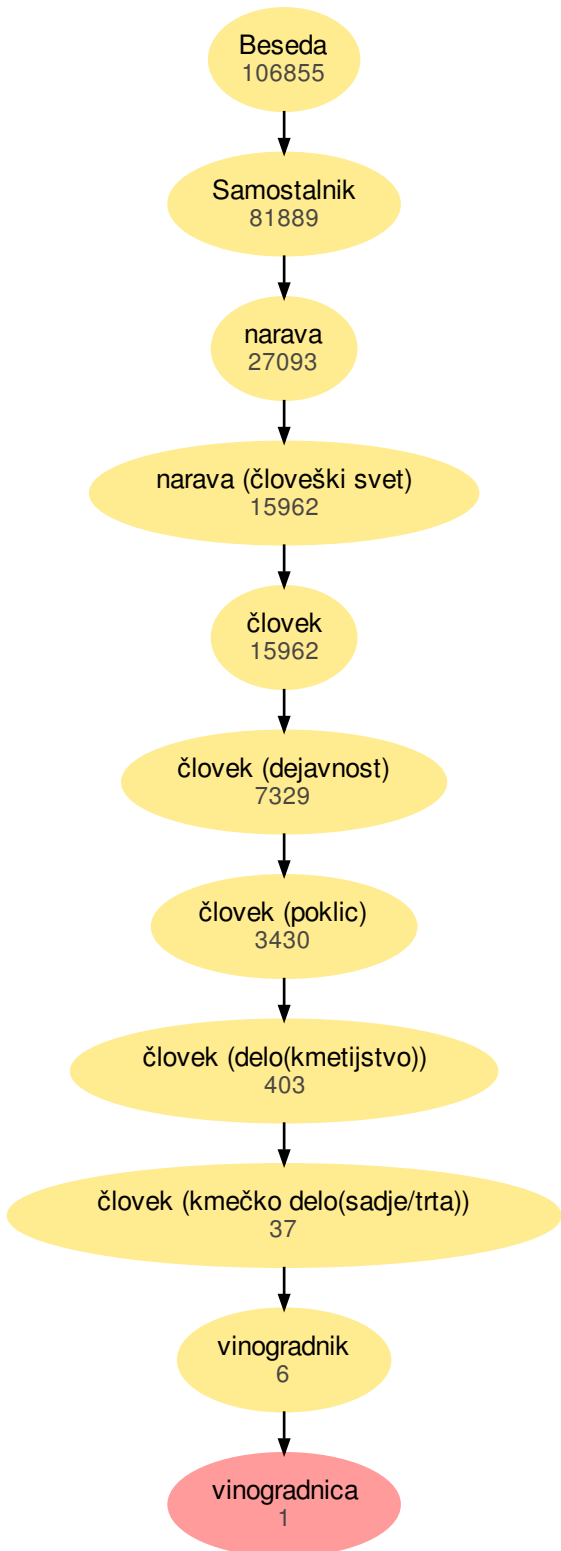 Beseda
106855
Samostalnik
81889
narava
27093
narava (človeški svet)
15962
človek
15962
človek (dejavnost)
7329
človek (poklic)
3430
človek (delo(kmetijstvo))
403
človek (kmečko delo(sadje/trta))
37
vinogradnik
6
vinogradnica
1